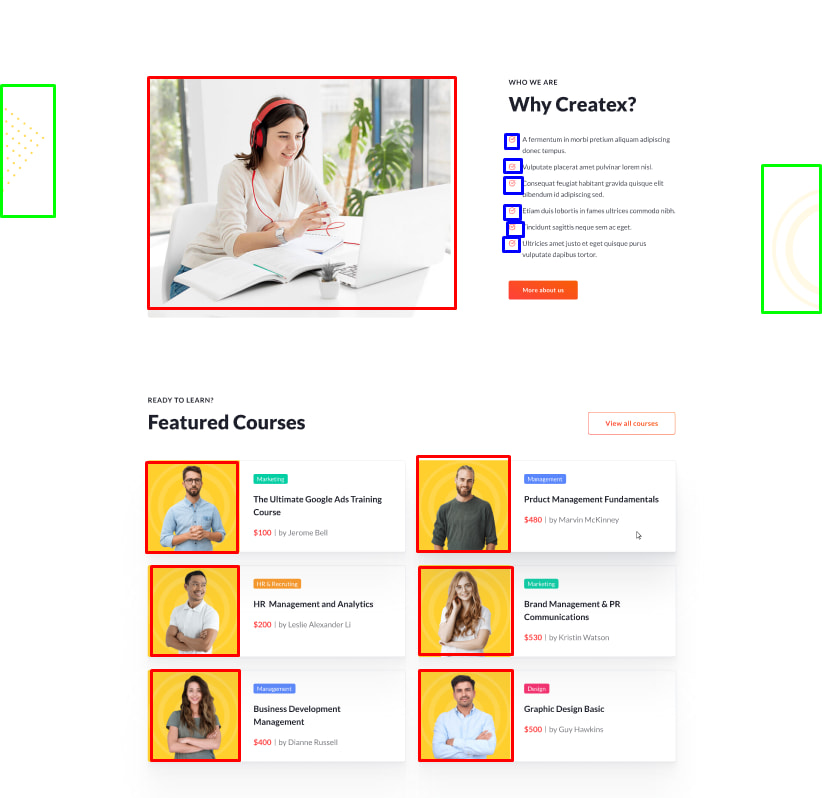 WHO WE ARE
Why Createx?
A fermentum in morbi pretium aliquam adipiscing
donec tempus.
Vulputate placerat amet pulvinar lorem nisl.
Consequat feugiat habitant gravida quisque elit
bibendum id adipiscing sed.
Etiam duis lobortis in fames ultrices commodo nibh.
Tincidunt sagittis neque sem ac eget.
Ultricies amet justo et eget quisque purus
vulputate dapibus tortor.
More about us
READY TO LEARN?
Featured Courses
View all courses
Marketing
The Ultimate Google Ads Training
Course
$100 | by Jerome Bell
Management
Prduct Management Fundamentals
$480 | by Marvin McKinney
HR & Recruting
HR Management and Analytics
$200 | by Leslie Alexander Li
Marketing
Brand Management & PR
Communications
$530 | by Kristin Watson
Management
Business Development
Management
$400 | by Dianne Russell
Design
Graphic Design Basic
$500 | by Guy Hawkins